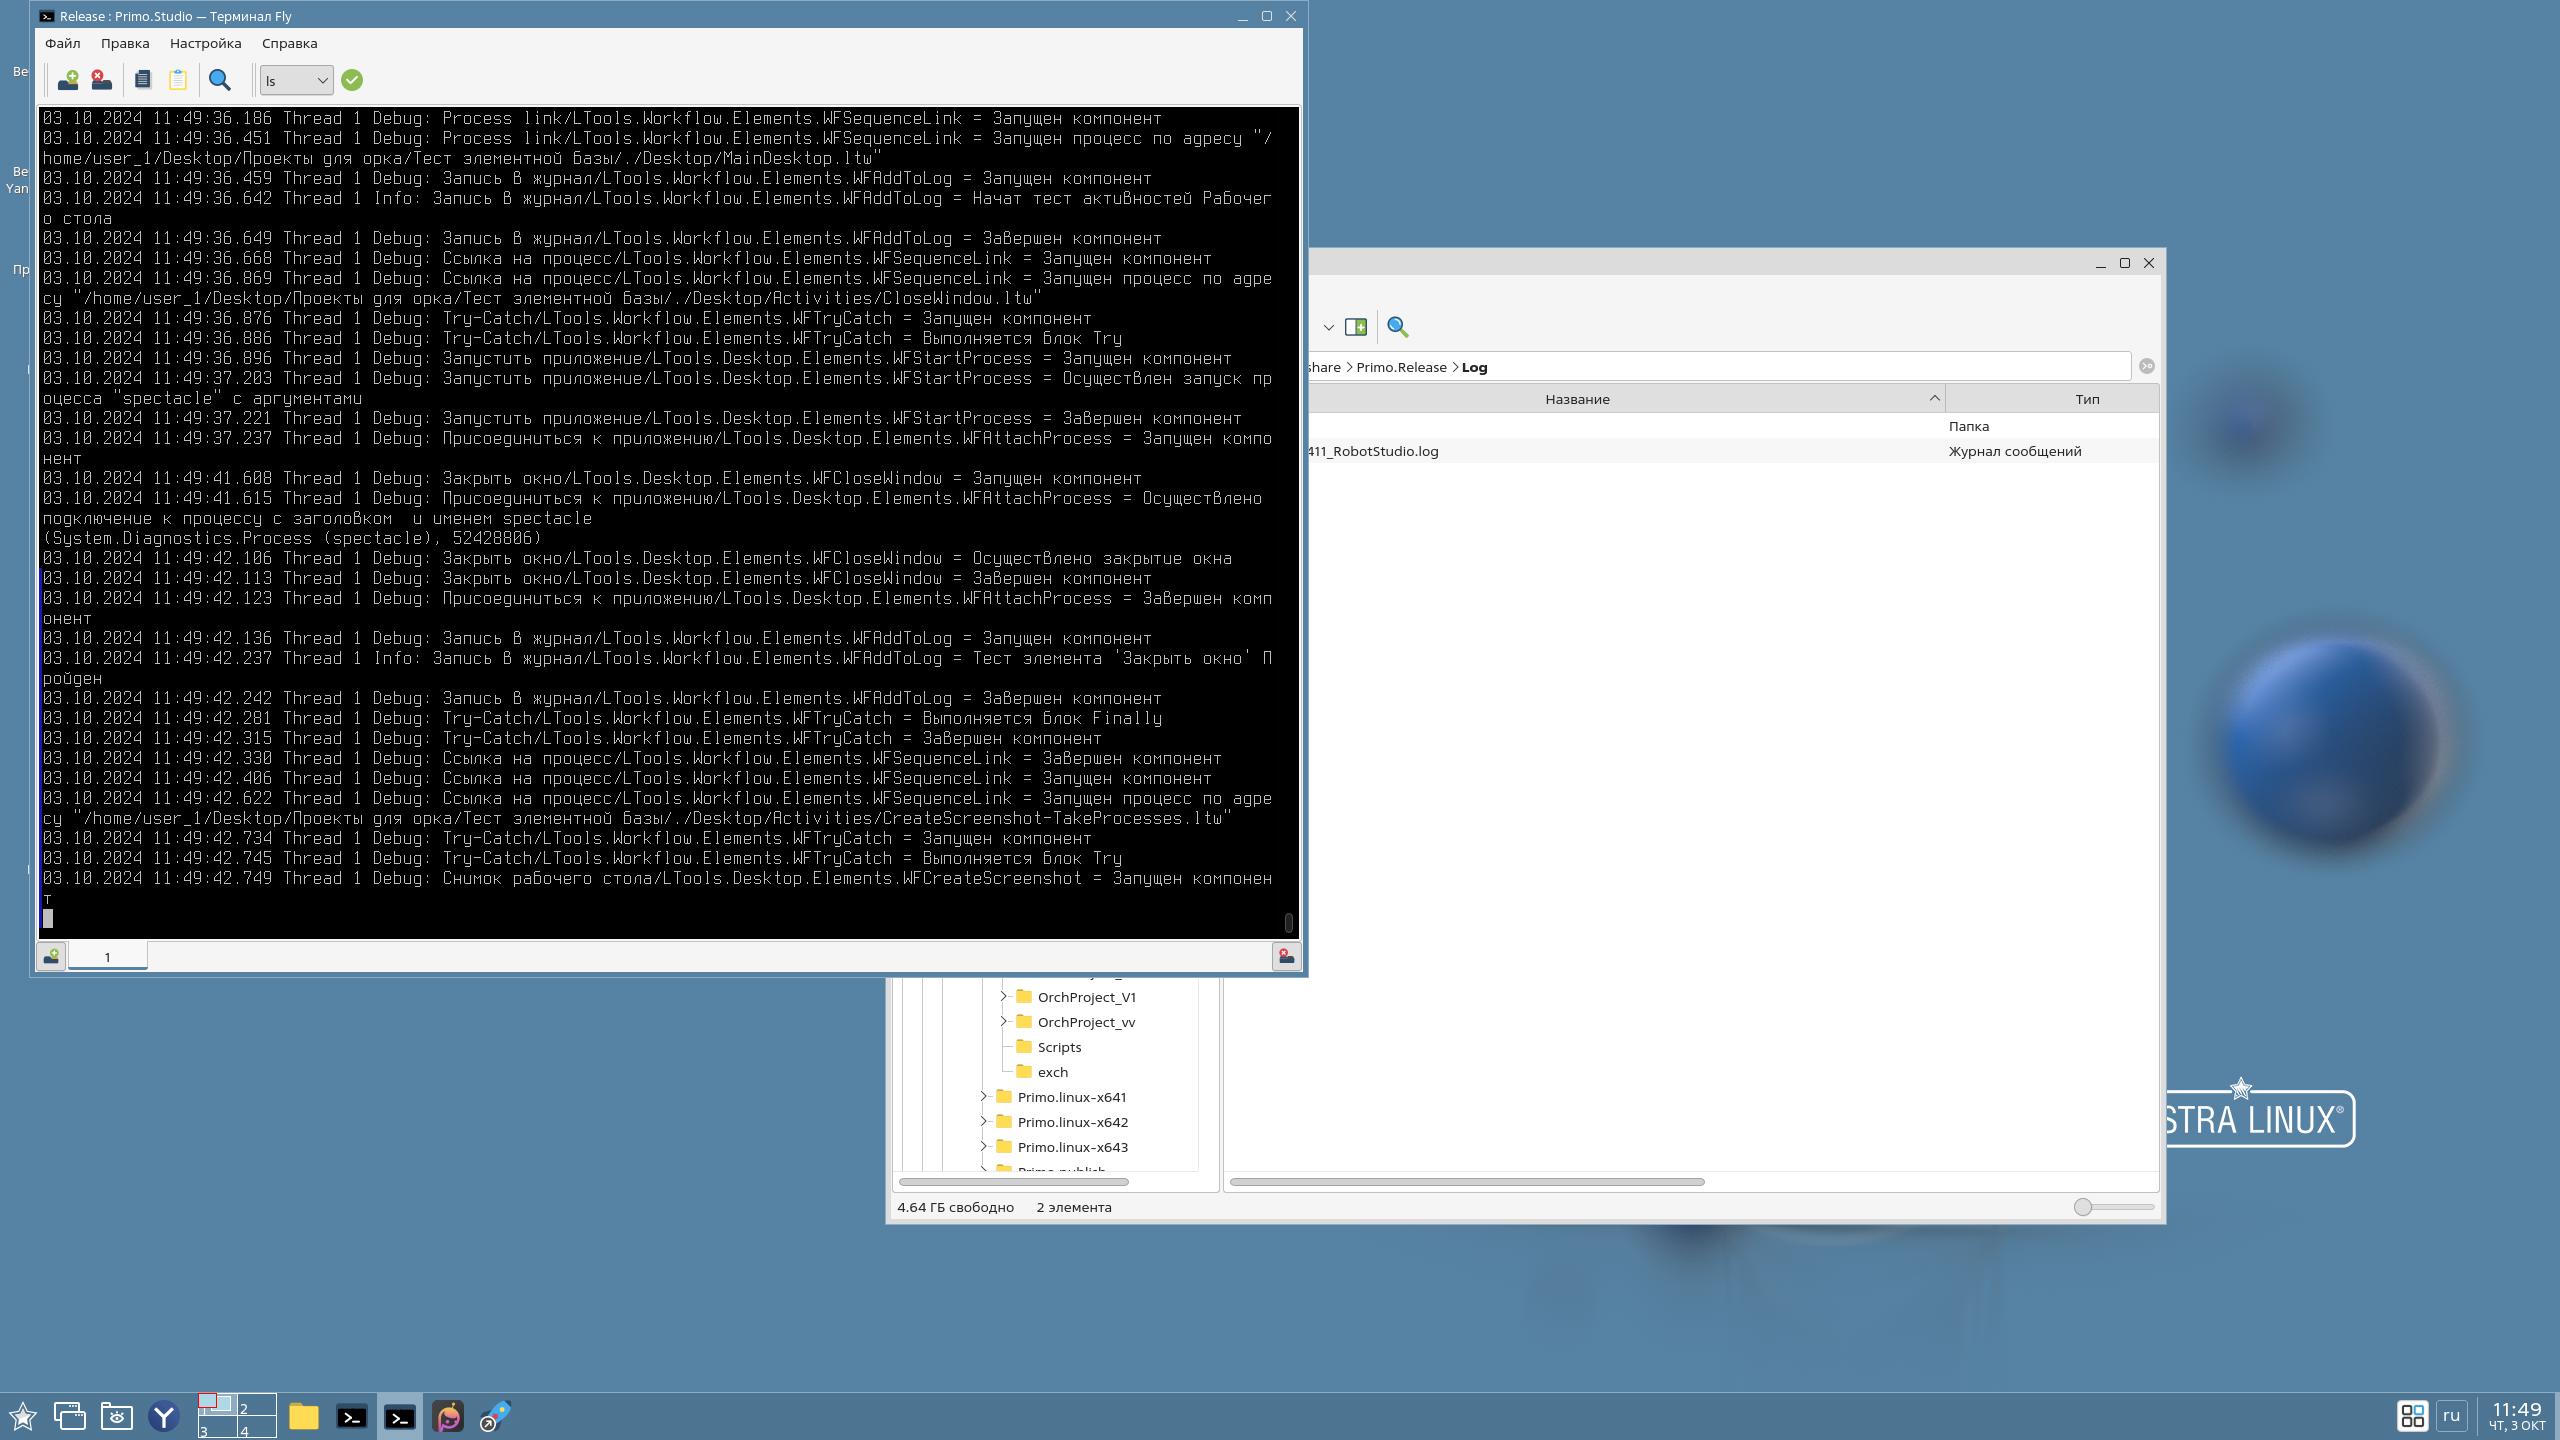 Release : Primo.Studio — Терминал Fly
Файл Правка Настройка Справка
ls
03.10.2024 11:49:36.186 Thread 1 Debug: Process link/LTools.Workflow.Elements.WFSequenceLink = Запущен компонент
03.10.2024 11:49:36.451 Thread 1 Debug: Process link/LTools.Workflow.Elements.WFSequenceLink = Запущен процесс по адресу "/
home/user_1/Desktop/Проекты для орка/Тест элементной базы/./Desktop/MainDesktop.ltw"
03.10.2024 11:49:36.459 Thread 1 Debug: Запись в журнал/LTools.Workflow.Elements.WFAddToLog = Запущен компонент
03.10.2024 11:49:36.642 Thread 1 Info: Запись в журнал/LTools.Workflow.Elements.WFAddToLog = Начат тест активностей Рабочег
о стола
03.10.2024 11:49:36.649 Thread 1 Debug: Запись в журнал/LTools.Workflow.Elements.WFAddToLog = Завершен компонент
03.10.2024 11:49:36.668 Thread 1 Debug: Ссылка на процесс/LTools.Workflow.Elements.WFSequenceLink = Запущен компонент
03.10.2024 11:49:36.869 Thread 1 Debug: Ссылка на процесс/LTools.Workflow.Elements.WFSequenceLink = Запущен процесс по адре
су "/home/user_1/Desktop/Проекты для орка/Тест элементной базы/./Desktop/Activities/CloseWindow.ltw"
03.10.2024 11:49:36.876 Thread 1 Debug: Try-Catch/LTools.Workflow.Elements.WFTryCatch = Запущен компонент
03.10.2024 11:49:36.886 Thread 1 Debug: Try-Catch/LTools.Workflow.Elements.WFTryCatch = Выполняется блок Try
03.10.2024 11:49:36.896 Thread 1 Debug: Запустить приложение/LTools.Desktop.Elements.WFStartProcess = Запущен компонент
03.10.2024 11:49:37.203 Thread 1 Debug: Запустить приложение/LTools.Desktop.Elements.WFStartProcess = Осуществлен запуск пр
оцесса "spectacle" с аргументами
03.10.2024 11:49:37.221 Thread 1 Debug: Запустить приложение/LTools.Desktop.Elements.WFStartProcess = Завершен компонент
03.10.2024 11:49:37.237 Thread 1 Debug: Присоединиться к приложению/LTools.Desktop.Elements.WFAttachProcess = Запущен компо
нент
03.10.2024 11:49:41.608 Thread 1 Debug: Закрыть окно/LTools.Desktop.Elements.WFCloseWindow = Запущен компонент
03.10.2024 11:49:41.615 Thread 1 Debug: Присоединиться к приложению/LTools.Desktop.Elements.WFAttachProcess = Осуществлено
подключение к процессу с заголовком  и именем spectacle
(System.Diagnostics.Process (spectacle), 52428806)
03.10.2024 11:49:42.106 Thread 1 Debug: Закрыть окно/LTools.Desktop.Elements.WFCloseWindow = Осуществлено закрытие окна
03.10.2024 11:49:42.113 Thread 1 Debug: Закрыть окно/LTools.Desktop.Elements.WFCloseWindow = Завершен компонент
03.10.2024 11:49:42.123 Thread 1 Debug: Присоединиться к приложению/LTools.Desktop.Elements.WFAttachProcess = Завершен комп
онент
03.10.2024 11:49:42.136 Thread 1 Debug: Запись в журнал/LTools.Workflow.Elements.WFAddToLog = Запущен компонент
03.10.2024 11:49:42.237 Thread 1 Info: Запись в журнал/LTools.Workflow.Elements.WFAddToLog = Тест элемента 'Закрыть окно' П
ройден
03.10.2024 11:49:42.242 Thread 1 Debug: Запись в журнал/LTools.Workflow.Elements.WFAddToLog = Завершен компонент
03.10.2024 11:49:42.281 Thread 1 Debug: Try-Catch/LTools.Workflow.Elements.WFTryCatch = Выполняется блок Finally
03.10.2024 11:49:42.315 Thread 1 Debug: Try-Catch/LTools.Workflow.Elements.WFTryCatch = Завершен компонент
03.10.2024 11:49:42.330 Thread 1 Debug: Ссылка на процесс/LTools.Workflow.Elements.WFSequenceLink = Завершен компонент
03.10.2024 11:49:42.406 Thread 1 Debug: Ссылка на процесс/LTools.Workflow.Elements.WFSequenceLink = Запущен компонент
03.10.2024 11:49:42.622 Thread 1 Debug: Ссылка на процесс/LTools.Workflow.Elements.WFSequenceLink = Запущен процесс по адре
су "/home/user_1/Desktop/Проекты для орка/Тест элементной базы/./Desktop/Activities/CreateScreenshot-TakeProcesses.ltw"
03.10.2024 11:49:42.734 Thread 1 Debug: Try-Catch/LTools.Workflow.Elements.WFTryCatch = Запущен компонент
03.10.2024 11:49:42.745 Thread 1 Debug: Try-Catch/LTools.Workflow.Elements.WFTryCatch = Выполняется блок Try
03.10.2024 11:49:42.749 Thread 1 Debug: Снимок рабочего стола/LTools.Desktop.Elements.WFCreateScreenshot = Запущен компонен
т
1
Ве
Ве
Yan
Пр
share > Primo.Release > Log
Название Тип
Папка
411_RobotStudio.log Журнал сообщений
OrchProject_V1
OrchProject_vv
Scripts
exch
Primo.linux-x641
Primo.linux-x642
Primo.linux-x643
Primo.publish
4.64 ГБ свободно 2 элемента
STRA LINUX®
2
3 4
ru
11:49
ЧТ, 3 ОКТ